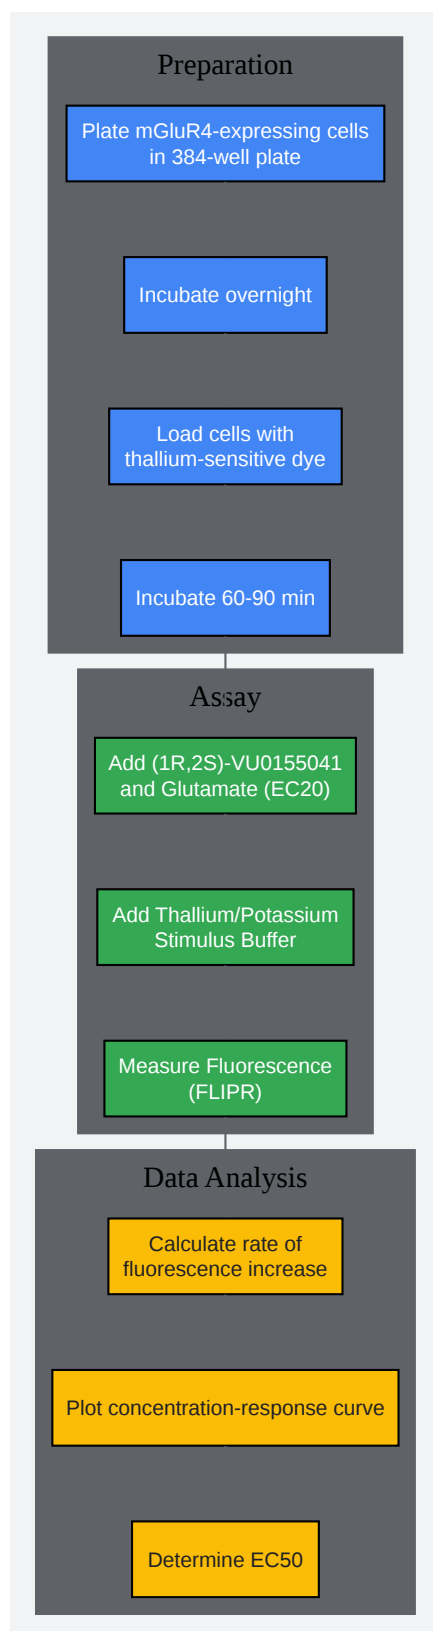 Preparation
Plate mGluR4-expressing cells
in 384-well plate
Incubate overnight
Load cells with
thallium-sensitive dye
Incubate 60-90 min
Assay
Add (1R,2S)-VU0155041
and Glutamate (EC20)
Add Thallium/Potassium
Stimulus Buffer
Measure Fluorescence
(FLIPR)
Data Analysis
Calculate rate of
fluorescence increase
Plot concentration-response curve
Determine EC50